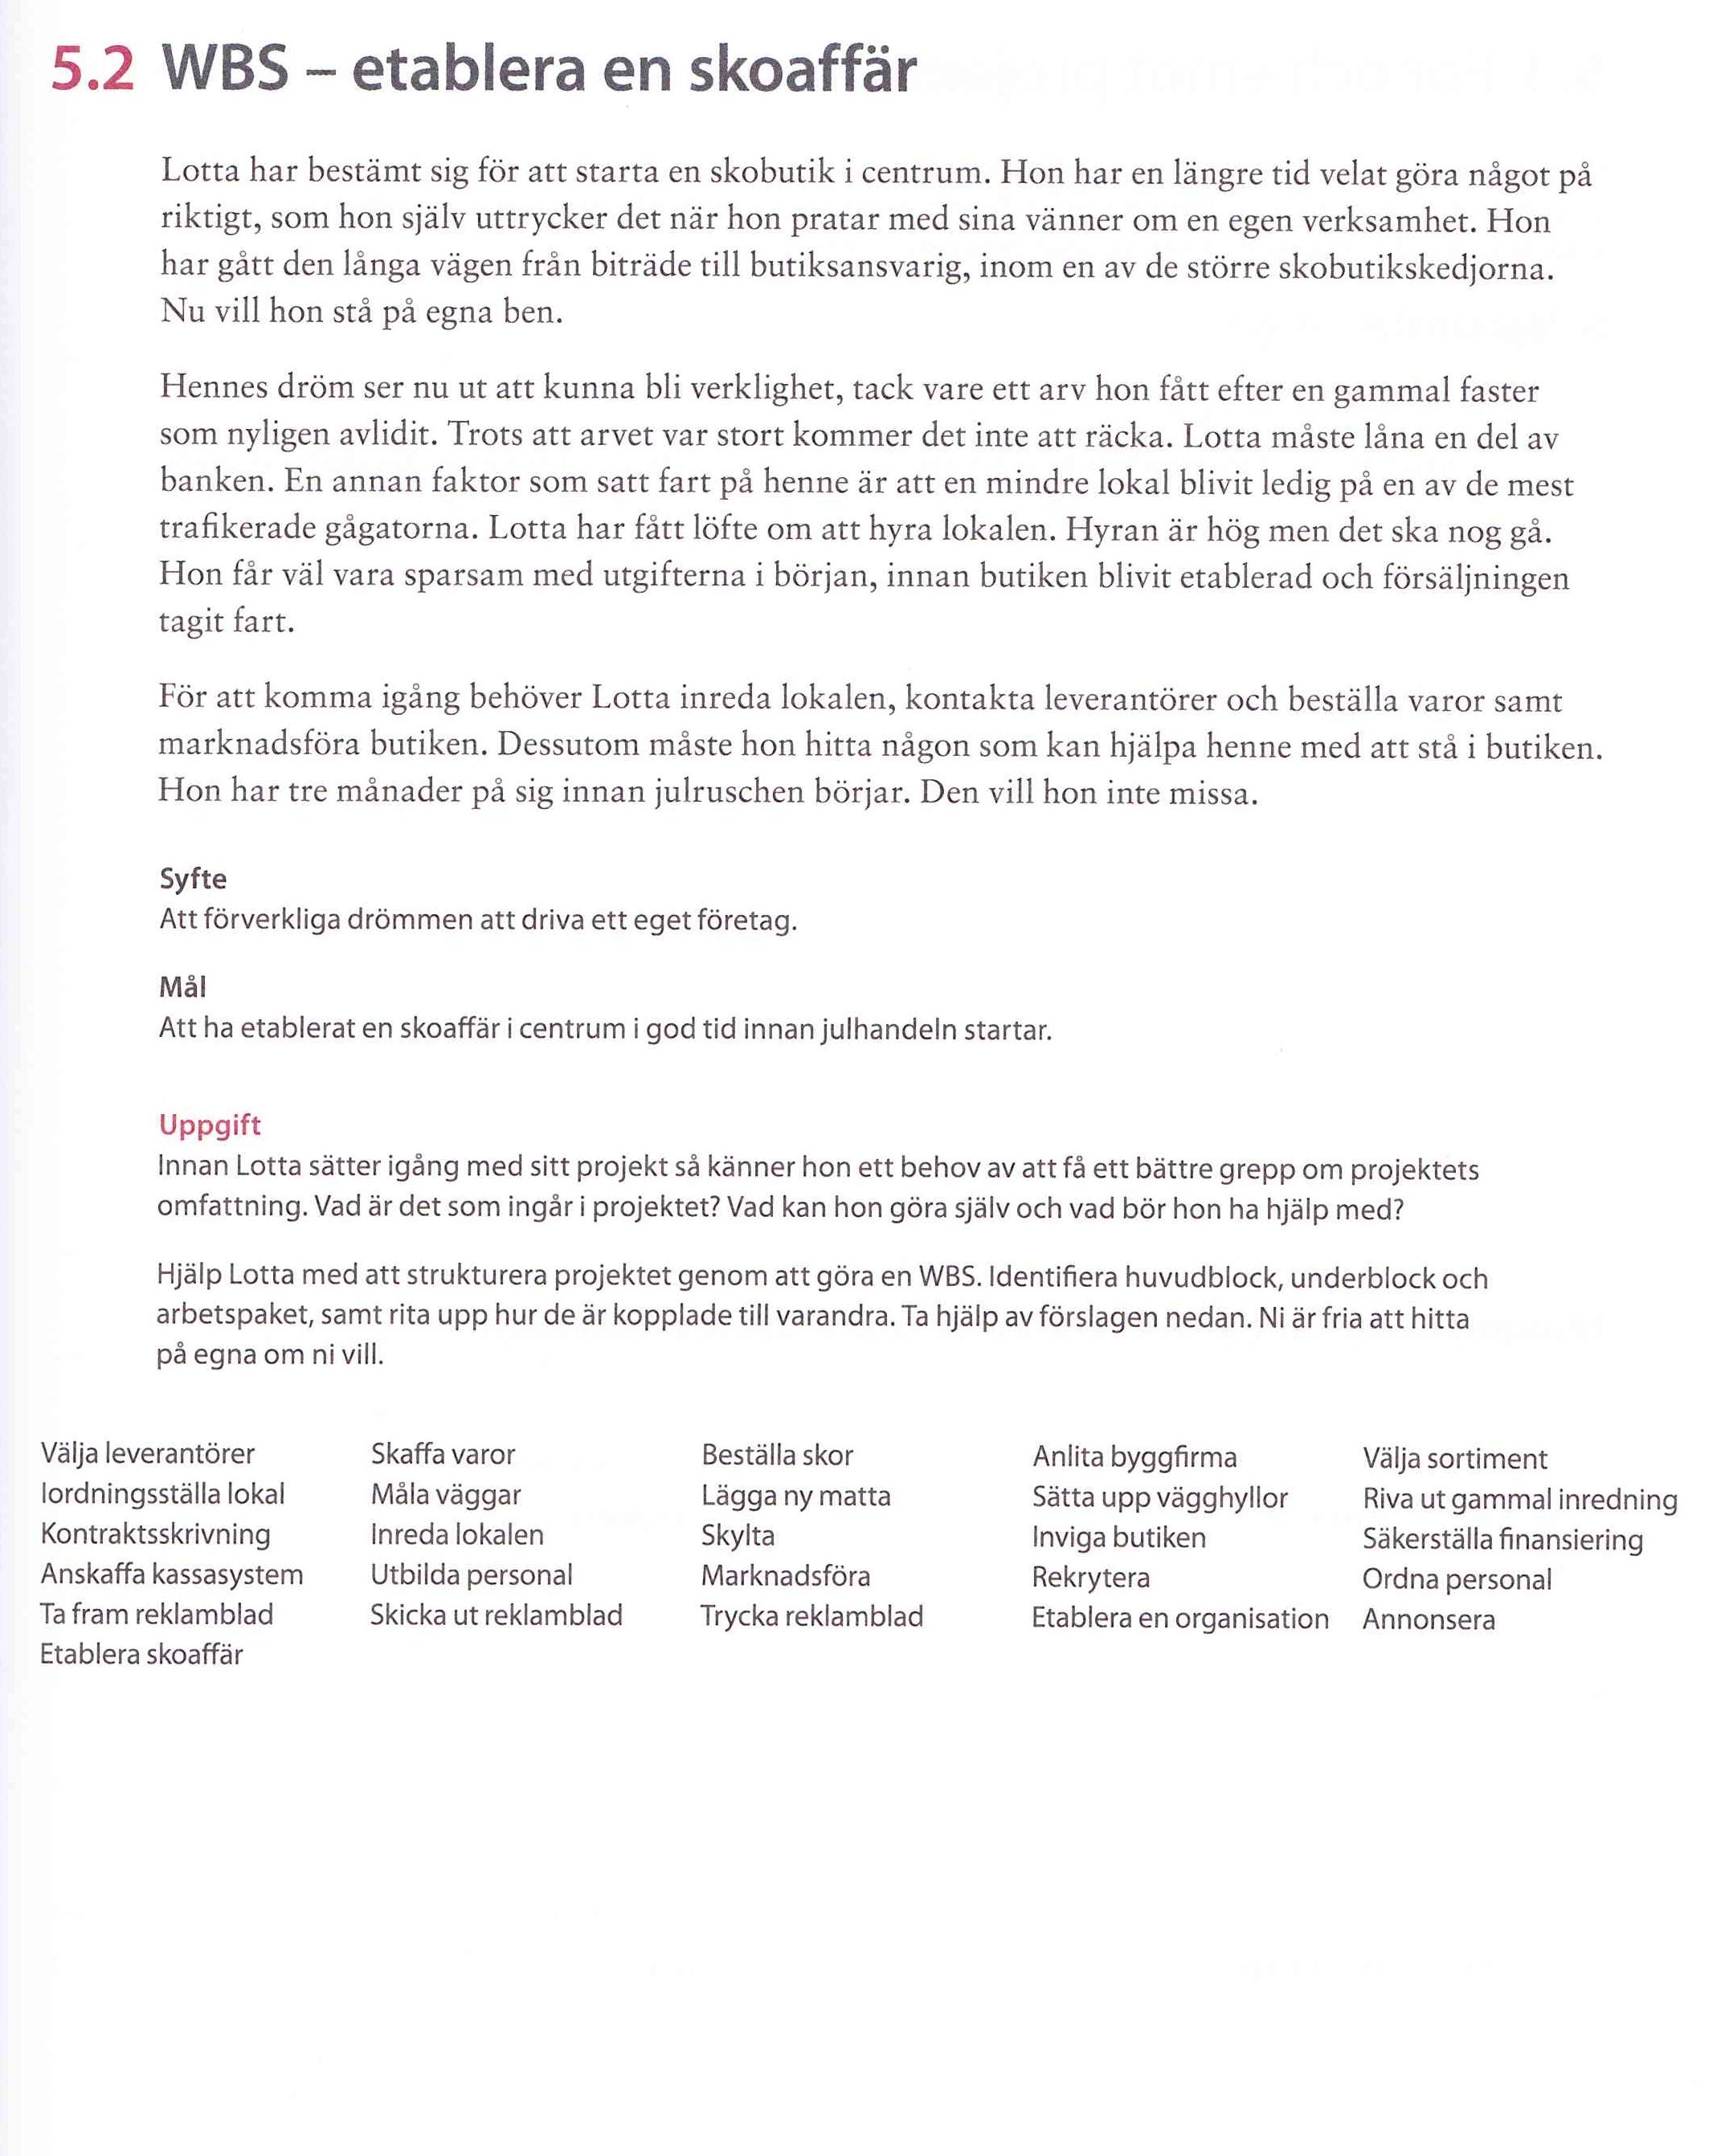 5.2 WBS – etablera en skoaffär
Lotta har bestämt sig för att starta en skobutik i centrum. Hon har en längre tid velat göra något på
riktigt, som hon själv uttrycker det när hon pratar med sina vänner om en egen verksamhet. Hon
har gått den långa vägen från biträde till butiksansvarig, inom en av de större skobutikskedjorna.
Nu vill hon stå på egna ben.
Hennes dröm ser nu ut att kunna bli verklighet, tack vare ett arv hon fått efter en gammal faster
som nyligen avlidit. Trots att arvet var stort kommer det inte att räcka. Lotta måste låna en del av
banken. En annan faktor som satt fart på henne är att en mindre lokal blivit ledig på en av de mest
trafikerade gågatorna. Lotta har fått löfte om att hyra lokalen. Hyran är hög men det ska nog gå.
Hon får väl vara sparsam med utgifterna i början, innan butiken blivit etablerad och försäljningen
tagit fart.
För att komma igång behöver Lotta inreda lokalen, kontakta leverantörer och beställa varor samt
marknadsföra butiken. Dessutom måste hon hitta någon som kan hjälpa henne med att stå i butiken.
Hon har tre månader på sig innan julruschen börjar. Den vill hon inte missa.
Syfte
Att förverkliga drömmen att driva ett eget företag.
Mål
Att ha etablerat en skoaffär i centrum i god tid innan julhandeln startar.
Uppgift
Innan Lotta sätter igång med sitt projekt så känner hon ett behov av att få ett bättre grepp om projektets
omfattning. Vad är det som ingår i projektet? Vad kan hon göra själv och vad bör hon ha hjälp med?
Hjälp Lotta med att strukturera projektet genom att göra en WBS. Identifiera huvudblock, underblock och
arbetspaket, samt rita upp hur de är kopplade till varandra. Ta hjälp av förslagen nedan. Ni är fria att hitta
på egna om ni vill.
Välja leverantörer Skaffa varor Beställa skor Anlita byggfirma Välja sortiment
Iordningsställa lokal Måla väggar Lägga ny matta Sätta upp vägghyllor Riva ut gammal inredning
Kontraktsskrivning Inreda lokalen Skylta Inviga butiken Säkerställa finansiering
Anskaffa kassasystem Utbilda personal Marknadsföra Rekrytera Ordna personal
Ta fram reklamblad Skicka ut reklamblad Trycka reklamblad Etablera en organisation Annonsera
Etablera skoaffär